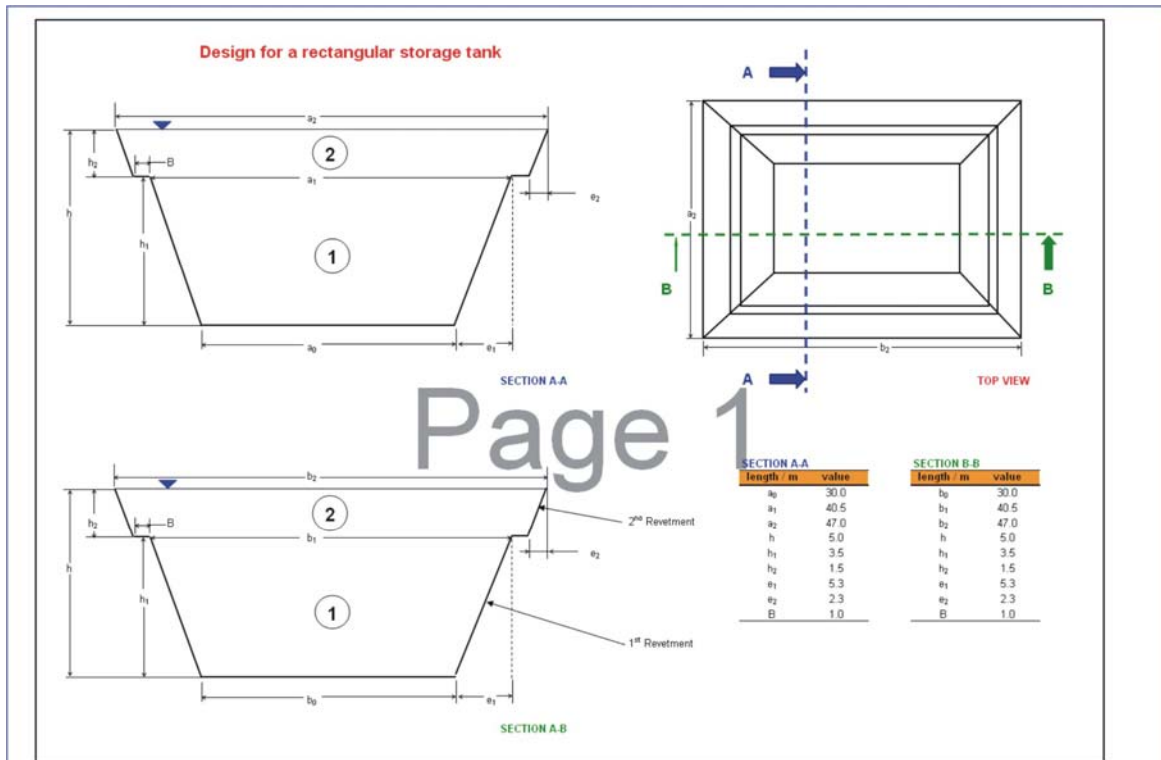 Design for a rectangular storage tank
a₂
h₂
B
2
a₁
e₂
h
h₁
1
a₀
e₁
SECTION A-A
A
a₂
B
B
b₂
A
TOP VIEW
Page 1
b₂
h₂
B
2
2ⁿᵈ Revetment
b₁
e₂
h
h₁
1
1ˢᵗ Revetment
b₀
e₁
SECTION A-B
SECTION A-A
length / m value
a₀ 30.0
a₁ 40.5
a₂ 47.0
h 5.0
h₁ 3.5
h₂ 1.5
e₁ 5.3
e₂ 2.3
B 1.0
SECTION B-B
length / m value
b₀ 30.0
b₁ 40.5
b₂ 47.0
h 5.0
h₁ 3.5
h₂ 1.5
e₁ 5.3
e₂ 2.3
B 1.0